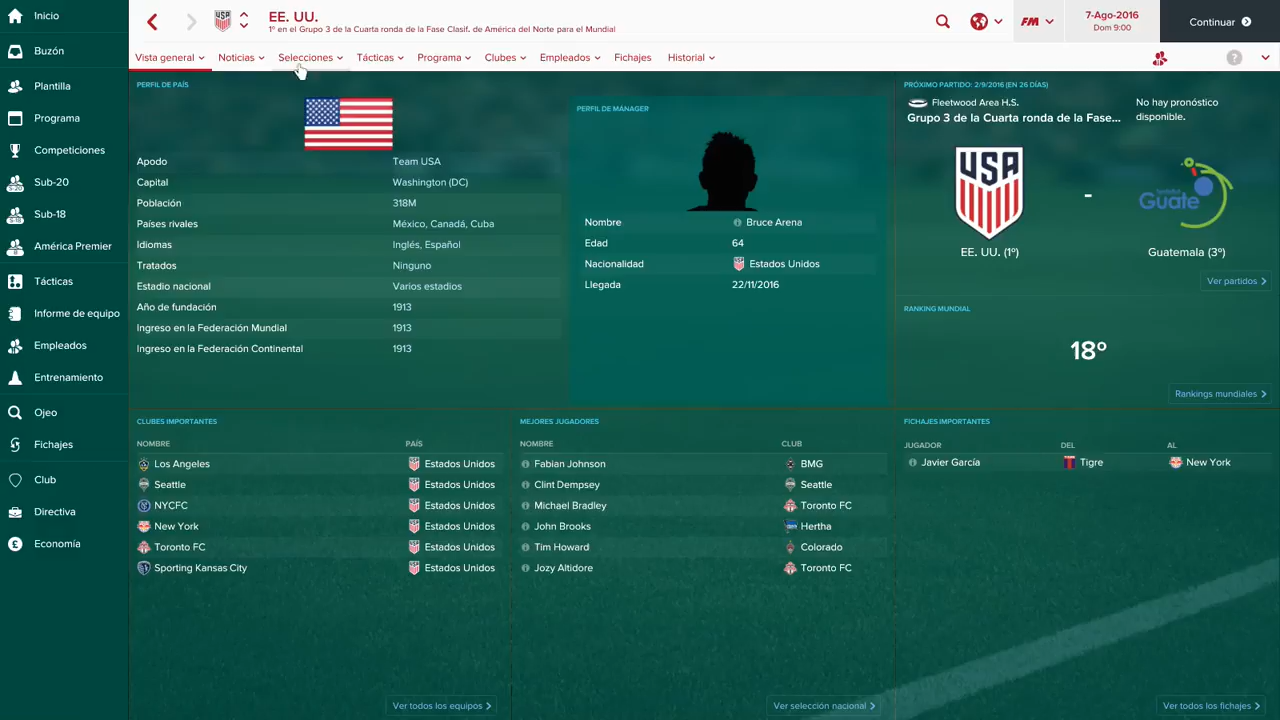 Inicio
Buzón
Plantilla
Programa
Competiciones
Sub-20
Sub-18
América Premier
Tácticas
Informe de equipo
Empleados
Entrenamiento
Ojeo
Fichajes
Club
Directiva
Economía
EE. UU.
1º en el Grupo 3 de la Cuarta ronda de la Fase Clasif. de América del Norte para el Mundial
FM
7-Ago-2016
Dom 9:00
Continuar
Vista general Noticias Selecciones Tácticas Programa Clubes Empleados Fichajes Historial
PERFIL DE PAÍS
Apodo Team USA
Capital Washington (DC)
Población 318M
Países rivales México, Canadá, Cuba
Idiomas Inglés, Español
Tratados Ninguno
Estadio nacional Varios estadios
Año de fundación 1913
Ingreso en la Federación Mundial 1913
Ingreso en la Federación Continental 1913
PERFIL DE MÁNAGER
Nombre Bruce Arena
Edad 64
Nacionalidad Estados Unidos
Llegada 22/11/2016
PRÓXIMO PARTIDO: 2/9/2016 (EN 26 DÍAS)
Fleetwood Area H.S.
Grupo 3 de la Cuarta ronda de la Fase...
No hay pronóstico
disponible.
USA
-
Guate
EE. UU. (1º)
Guatemala (3º)
Ver partidos
RANKING MUNDIAL
18º
Rankings mundiales
CLUBES IMPORTANTES
NOMBRE PAÍS
Los Angeles Estados Unidos
Seattle Estados Unidos
NYCFC Estados Unidos
New York Estados Unidos
Toronto FC Estados Unidos
Sporting Kansas City Estados Unidos
Ver todos los equipos
MEJORES JUGADORES
NOMBRE CLUB
Fabian Johnson BMG
Clint Dempsey Seattle
Michael Bradley Toronto FC
John Brooks Hertha
Tim Howard Colorado
Jozy Altidore Toronto FC
Ver selección nacional
FICHAJES IMPORTANTES
JUGADOR DEL AL
Javier García Tigre New York
Ver todos los fichajes